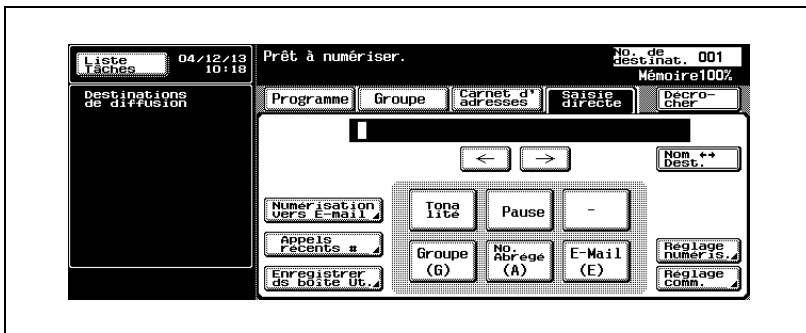 Liste
Tâches
04/12/13
10:18
Prêt à numériser.
No. de
destinat. 001
Mémoire100%
Destinations
de diffusion
Programme
Groupe
Carnet d'
adresses
Saisie
directe
Décro-
cher
← →
Nom ↔
Dest.
Numérisation
vers E-mail
Tona
lité
Pause
-
Appels
récents #
Groupe
(G)
No.
Abrégé
(A)
E-Mail
(E)
Réglage
numéris.
Enregistrer
ds boîte Ut.
Réglage
comm.